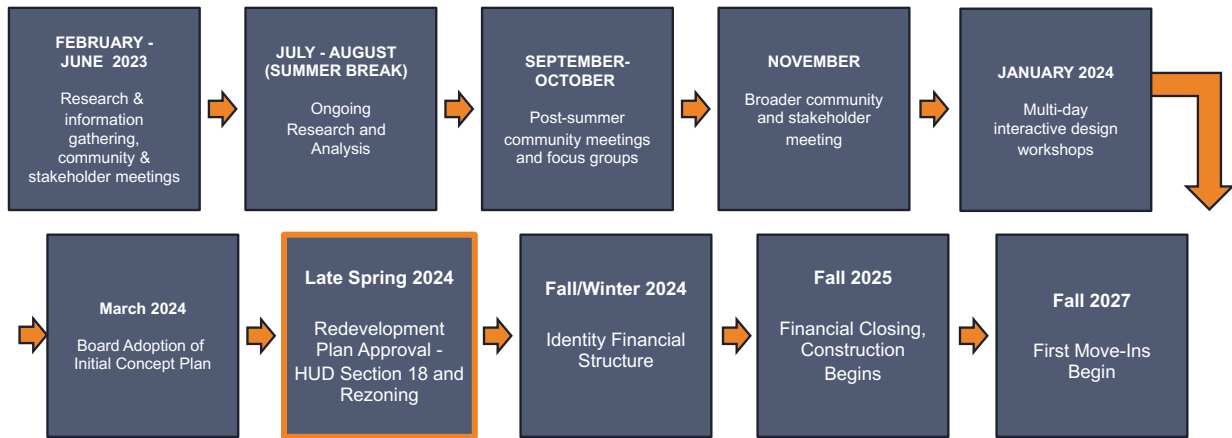 FEBRUARY -
JUNE 2023
Research &
information
gathering,
community &
stakeholder meetings
JULY - AUGUST
(SUMMER BREAK)
Ongoing
Research and
Analysis
SEPTEMBER-
OCTOBER
Post-summer
community meetings
and focus groups
NOVEMBER
Broader community
and stakeholder
meeting
JANUARY 2024
Multi-day
interactive design
workshops
March 2024
Board Adoption of
Initial Concept Plan
Late Spring 2024
Redevelopment
Plan Approval -
HUD Section 18 and
Rezoning
Fall/Winter 2024
Identity Financial
Structure
Fall 2025
Financial Closing,
Construction
Begins
Fall 2027
First Move-Ins
Begin